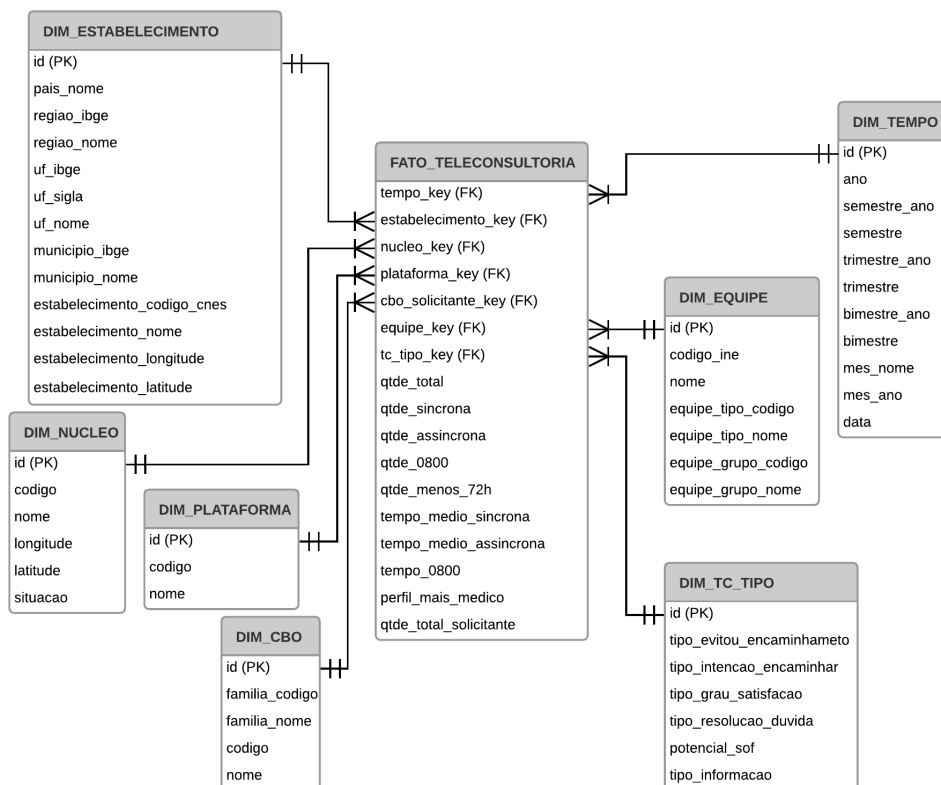 DIM_ESTABELECIMENTO
id (PK)
pais_nome
regiao_ibge
regiao_nome
uf_ibge
uf_sigla
uf_nome
municipio_ibge
municipio_nome
estabelecimento_codigo_cnes
estabelecimento_nome
estabelecimento_longitude
estabelecimento_latitude
DIM_NUCLEO
id (PK)
codigo
nome
longitude
latitude
situacao
DIM_PLATAFORMA
id (PK)
codigo
nome
DIM_CBO
id (PK)
familia_codigo
familia_nome
codigo
nome
FATO_TELECONSULTORIA
tempo_key (FK)
estabelecimento_key (FK)
nucleo_key (FK)
plataforma_key (FK)
cbo_solicitante_key (FK)
equipe_key (FK)
tc_tipo_key (FK)
qtde_total
qtde_sincrona
qtde_assincrona
qtde_0800
qtde_menos_72h
tempo_medio_sincrona
tempo_medio_assincrona
tempo_0800
perfil_mais_medico
qtde_total_solicitante
DIM_TEMPO
id (PK)
ano
semestre_ano
semestre
trimestre_ano
trimestre
bimestre_ano
bimestre
mes_nome
mes_ano
data
DIM_EQUIPE
id (PK)
codigo_ine
nome
equipe_tipo_codigo
equipe_tipo_nome
equipe_grupo_codigo
equipe_grupo_nome
DIM_TC_TIPO
id (PK)
tipo_evitou_encaminhameto
tipo_intencao_encaminhar
tipo_grau_satisfacao
tipo_resolucao_duvida
potencial_sof
tipo_informacao